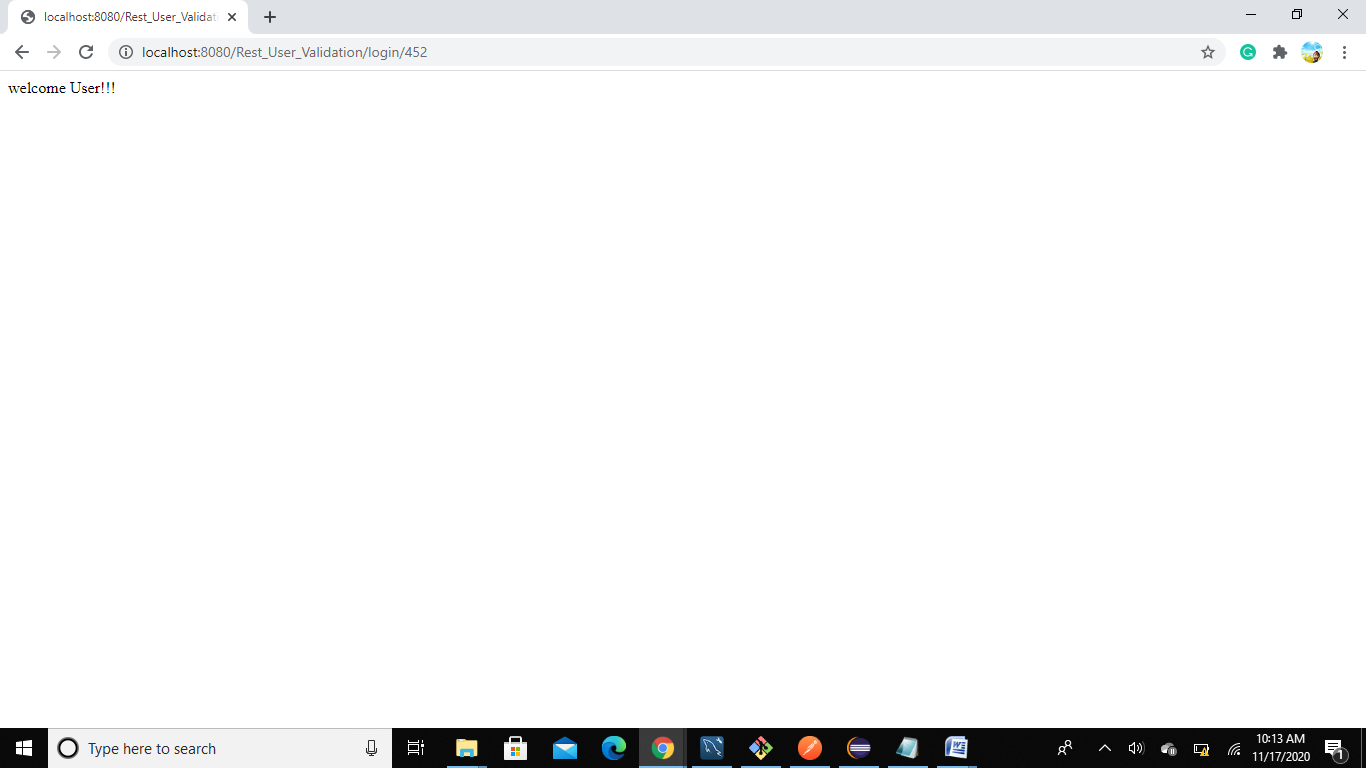 localhost:8080/Rest_User_Validat
localhost:8080/Rest_User_Validation/login/452
welcome User!!!
Type here to search
10:13 AM
11/17/2020
1